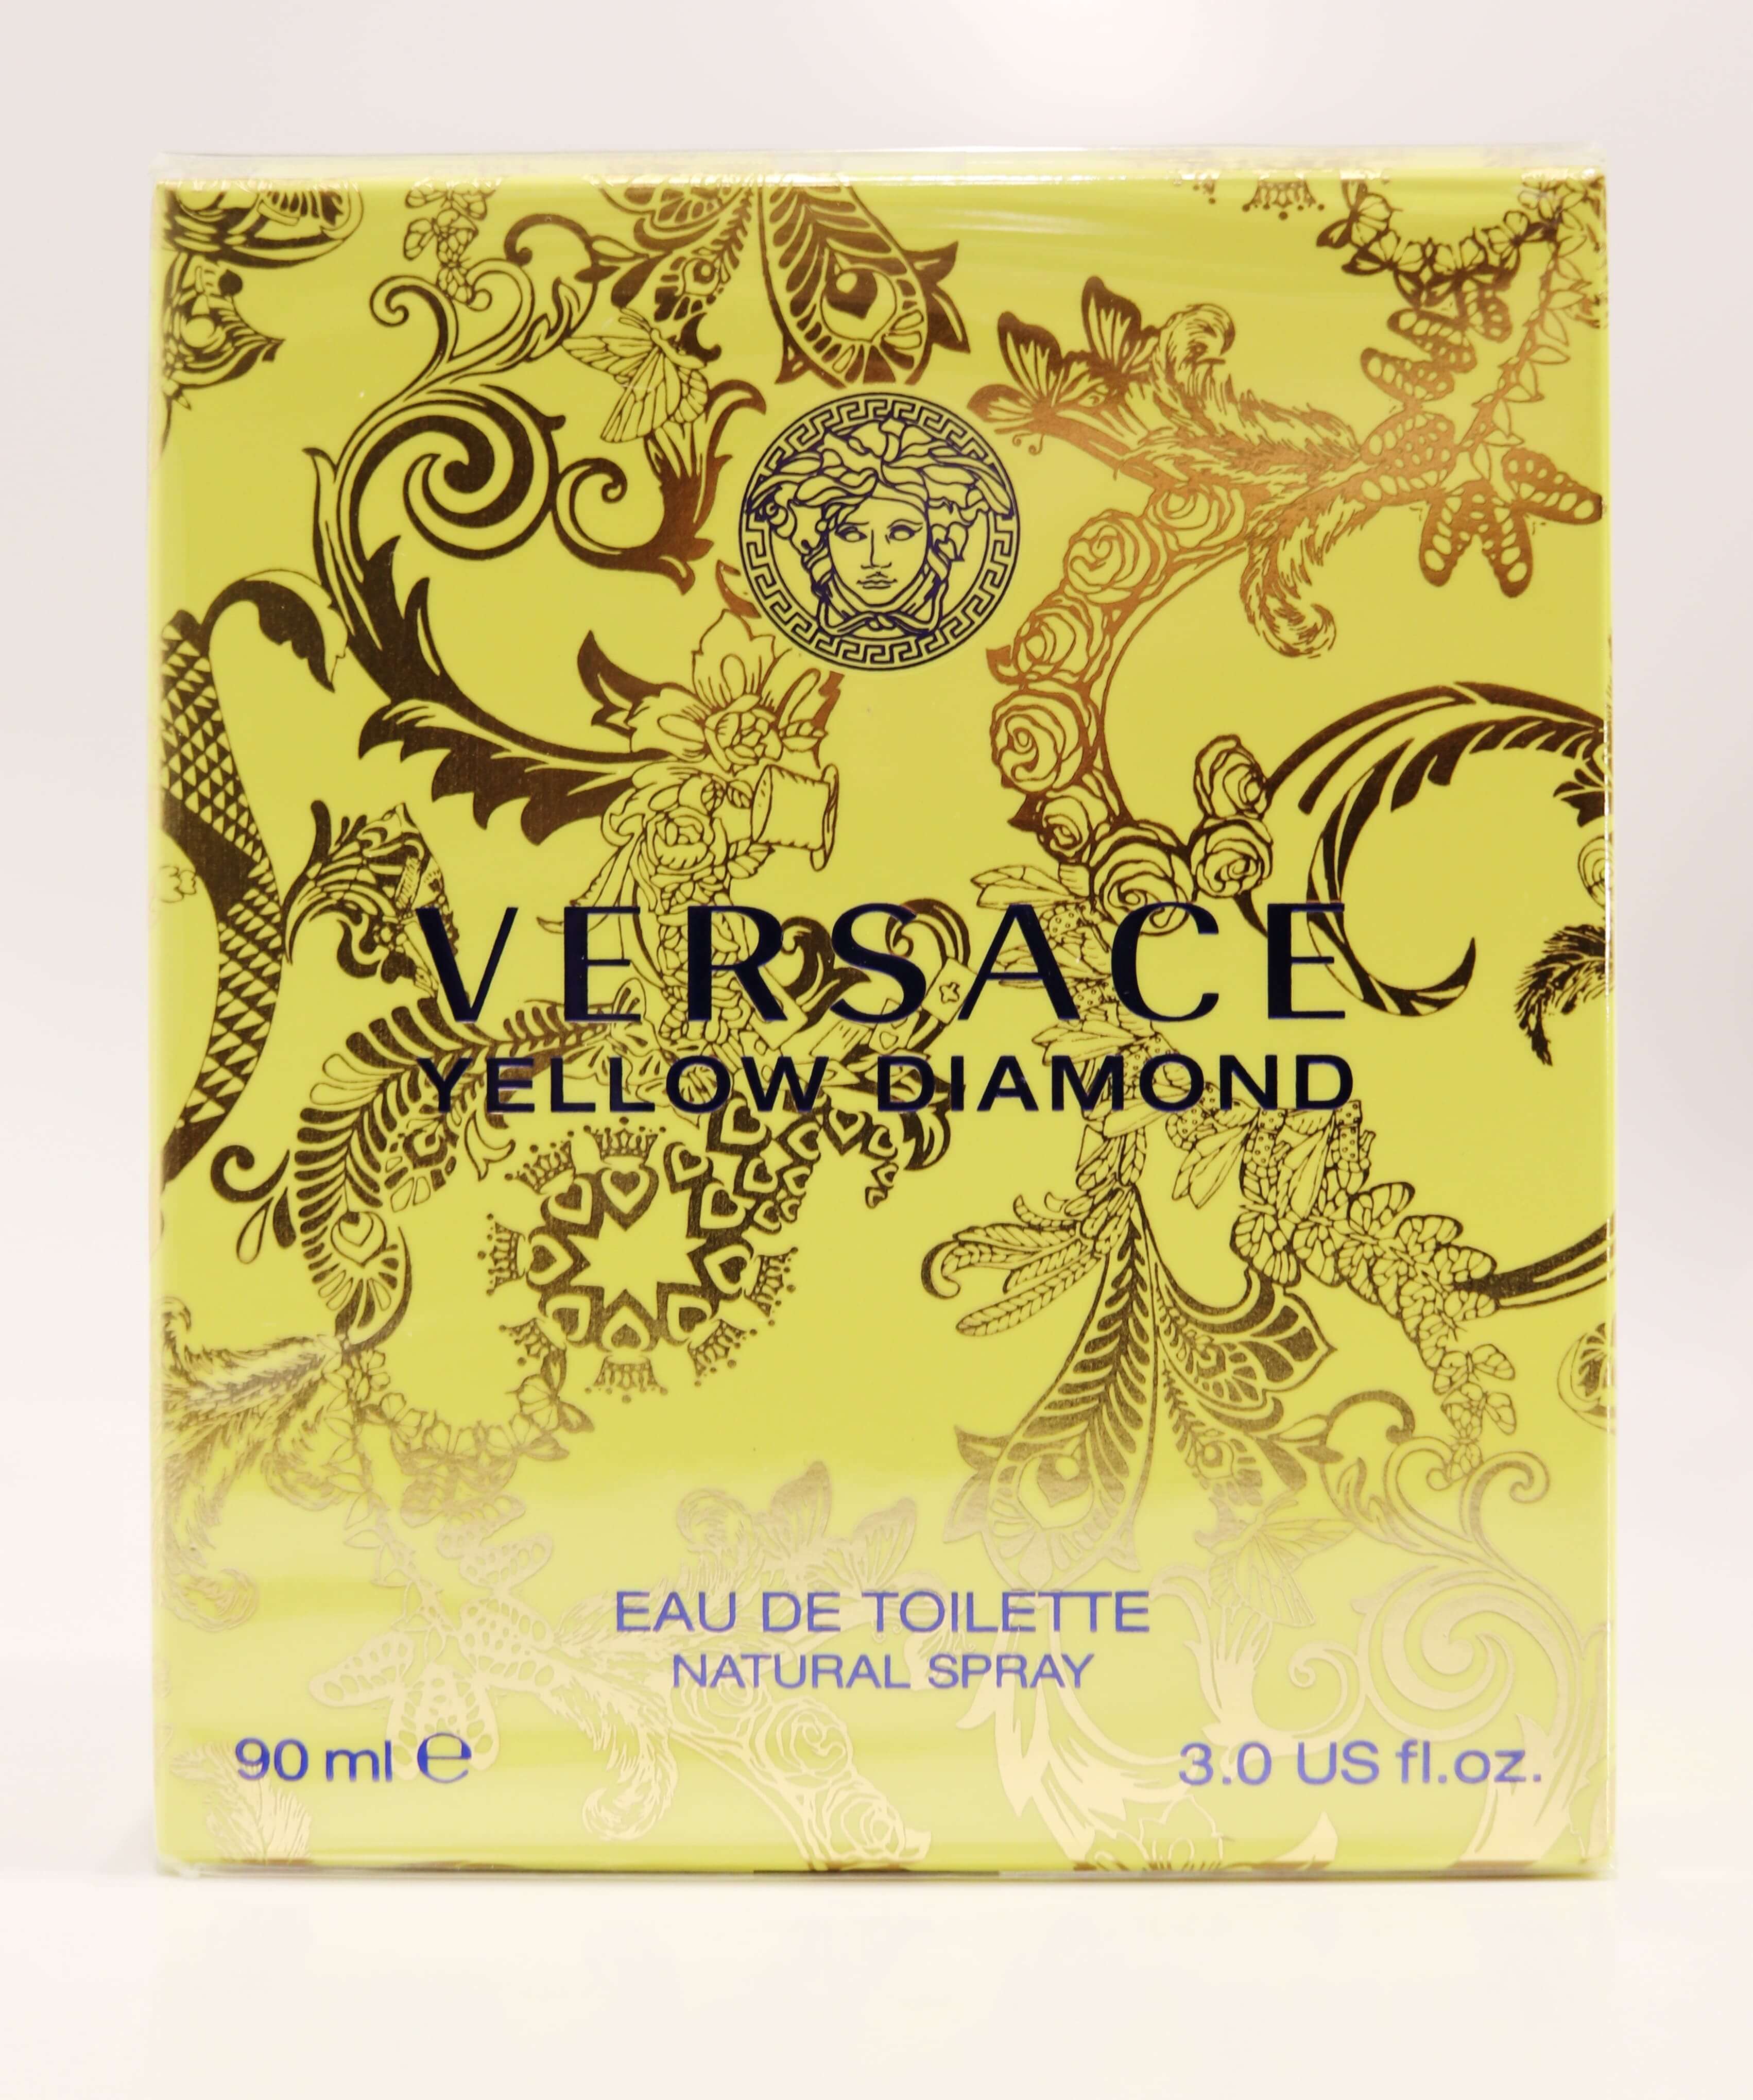 VERSACE
YELLOW DIAMOND
EAU DE TOILETTE
NATURAL SPRAY
90 ml ℮
3.0 US fl.oz.